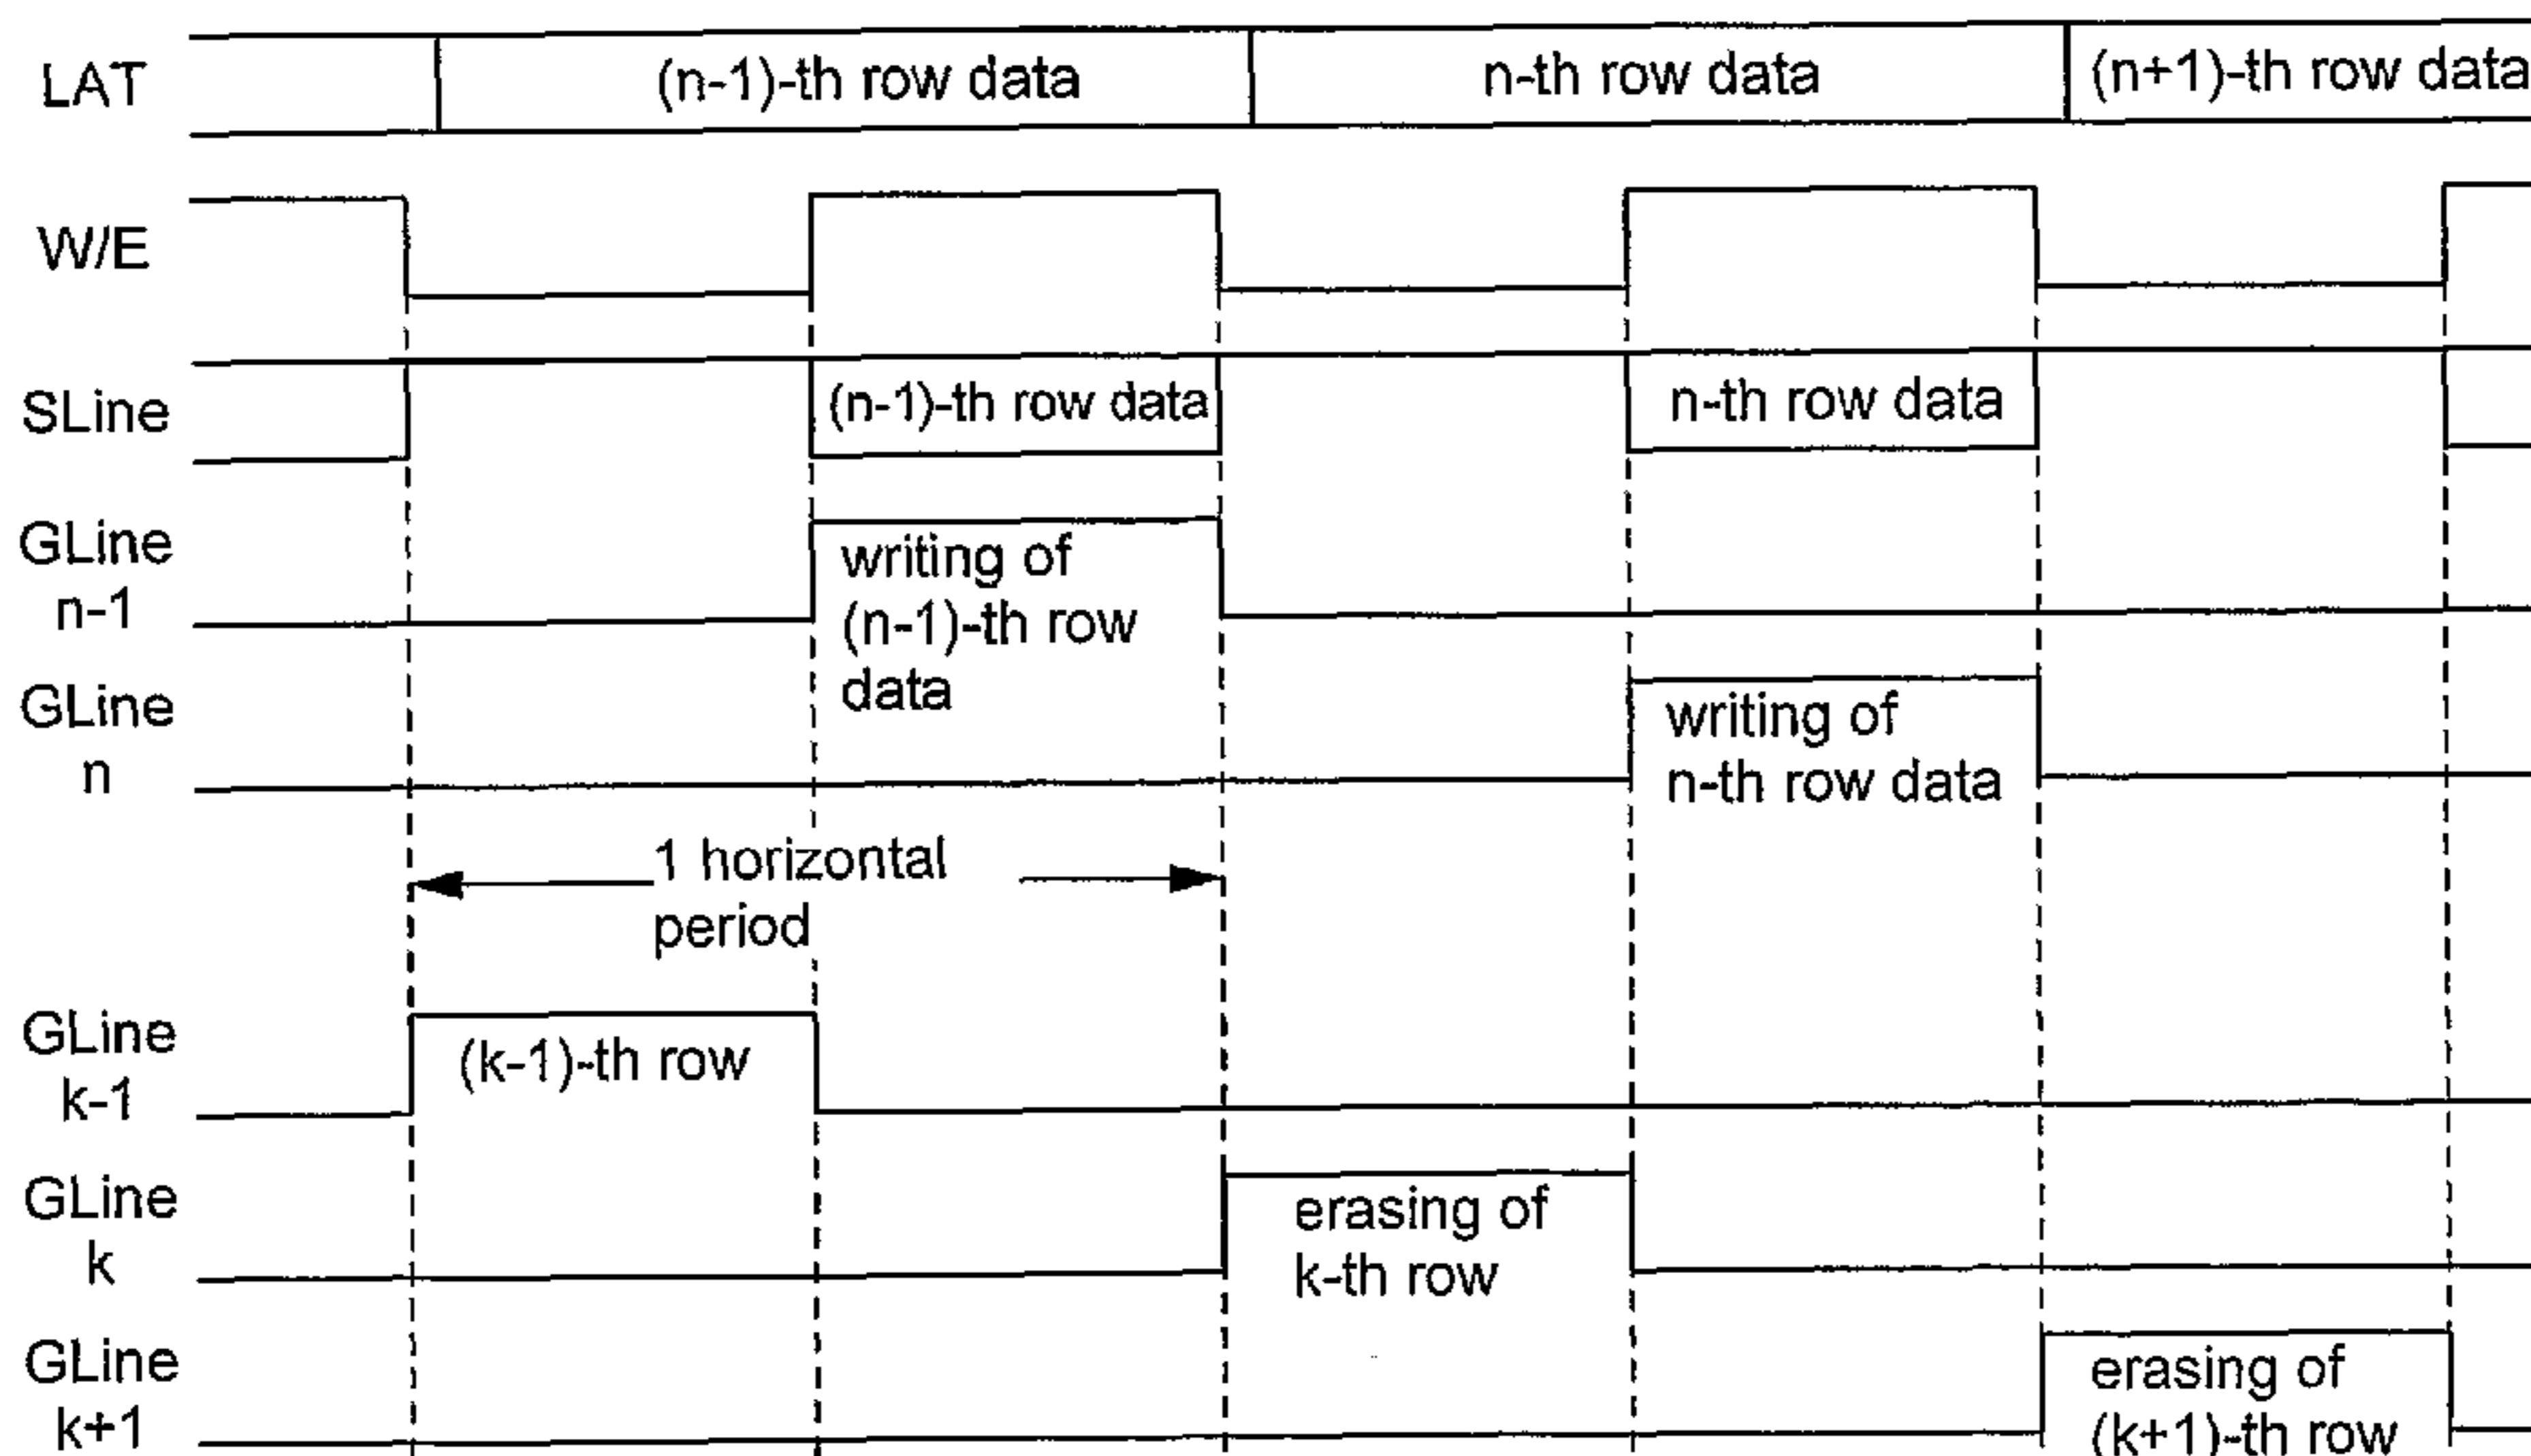 LAT
(n-1)-th row data
n-th row data
(n+1)-th row data
W/E
SLine
(n-1)-th row data
n-th row data
GLine
n-1
writing of
(n-1)-th row
data
GLine
n
writing of
n-th row data
1 horizontal
period
GLine
k-1
(k-1)-th row
GLine
k
erasing of
k-th row
GLine
k+1
erasing of
(k+1)-th row